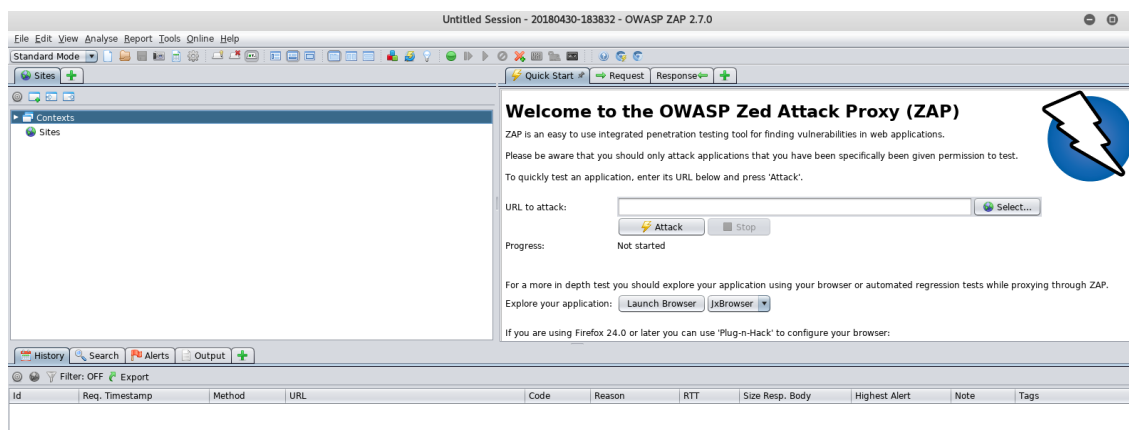 Untitled Session - 20180430-183832 - OWASP ZAP 2.7.0
File Edit View Analyse Report Tools Online Help
Standard Mode
Sites
Quick Start Request Response
Contexts
Sites
Welcome to the OWASP Zed Attack Proxy (ZAP)
ZAP is an easy to use integrated penetration testing tool for finding vulnerabilities in web applications.
Please be aware that you should only attack applications that you have been specifically been given permission to test.
To quickly test an application, enter its URL below and press 'Attack'.
URL to attack: Select...
Attack Stop
Progress: Not started
For a more in depth test you should explore your application using your browser or automated regression tests while proxying through ZAP.
Explore your application: Launch Browser JxBrowser
If you are using Firefox 24.0 or later you can use 'Plug-n-Hack' to configure your browser:
History Search Alerts Output
Filter: OFF Export
Id Req. Timestamp Method URL Code Reason RTT Size Resp. Body Highest Alert Note Tags